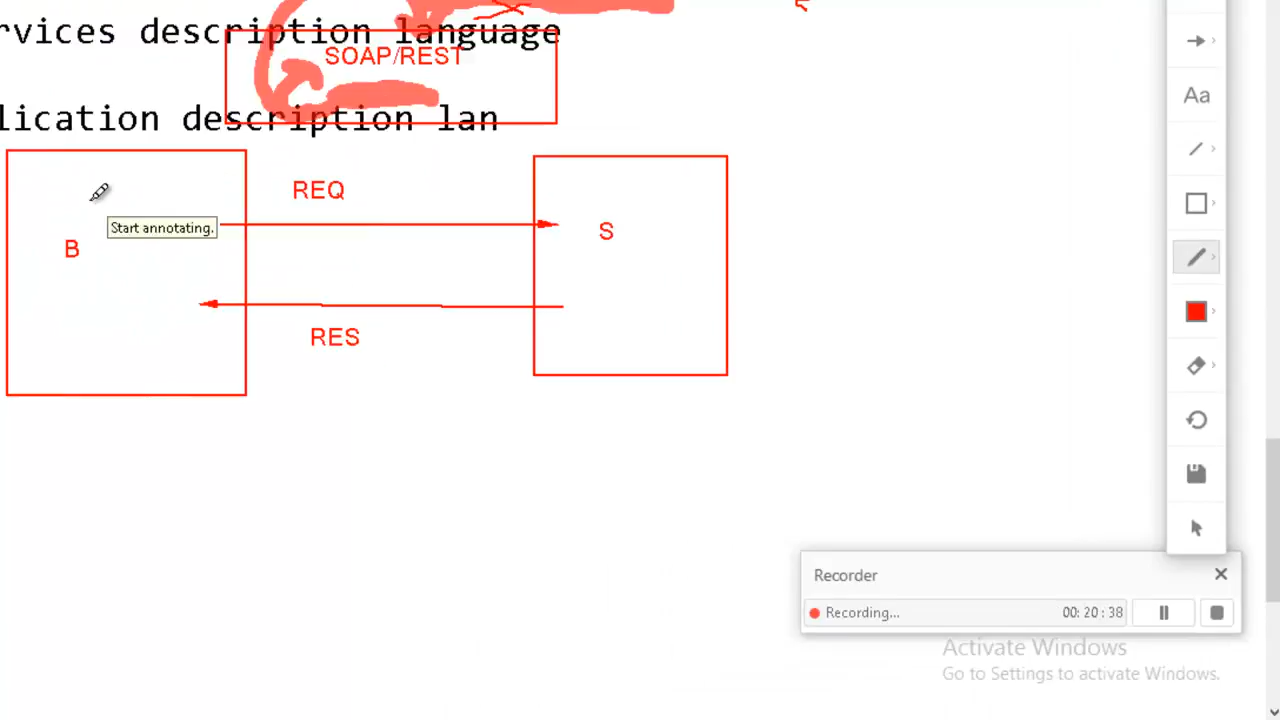 rvices description language
SOAP/REST
lication description lan
REQ
Start annotating.
B
S
RES
Aa
Recorder
Recording... 00:20:38
Activate Windows
Go to Settings to activate Windows.